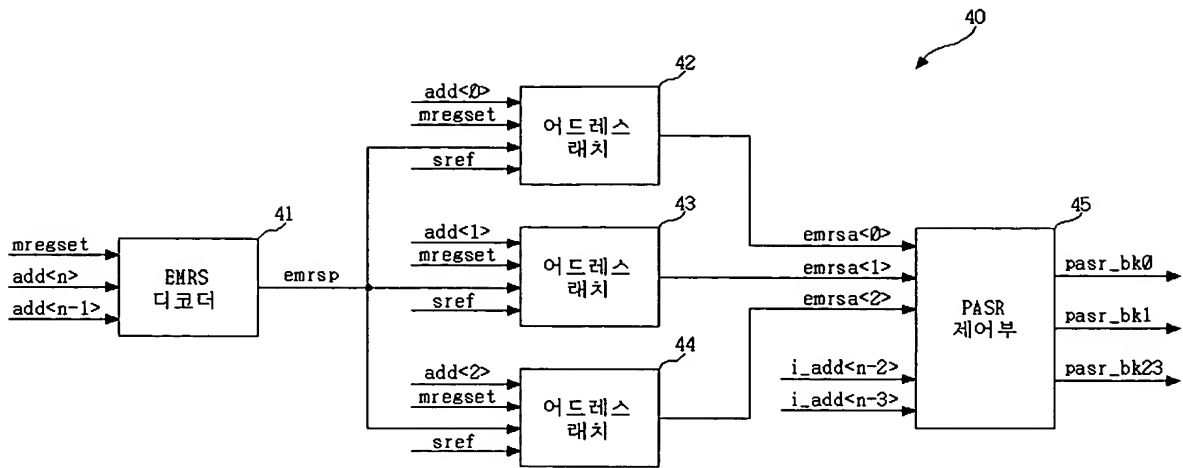 40
42
add<0>
mregset
sref
어드레스
래치
43
add<1>
mregset
sref
어드레스
래치
44
add<2>
mregset
sref
어드레스
래치
41
mregset
add<n>
add<n-1>
EMRS
디코더
emrsp
45
emrsa<0>
emrsa<1>
emrsa<2>
i_add<n-2>
i_add<n-3>
PASR
제어부
pasr_bk0
pasr_bk1
pasr_bk23